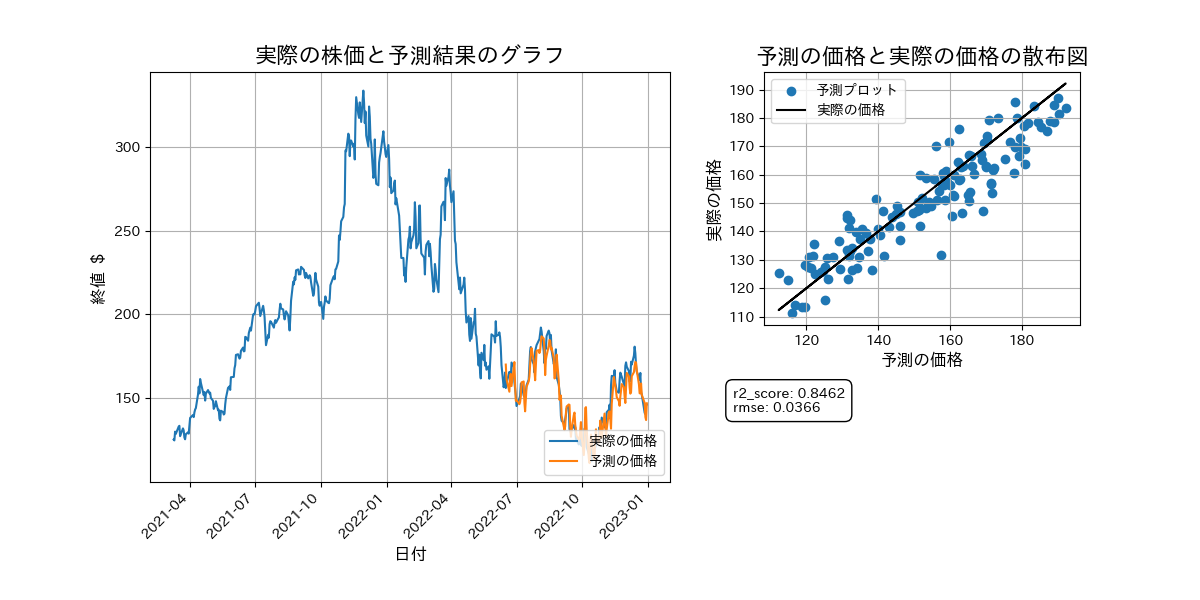 実際の株価と予測結果のグラフ
終値 $
300
250
200
150
2021-04
2021-07
2021-10
2022-01
2022-04
2022-07
2022-10
2023-01
日付
実際の価格
予測の価格
予測の価格と実際の価格の散布図
実際の価格
190
180
170
160
150
140
130
120
110
120
140
160
180
予測の価格
予測プロット
実際の価格
r2_score: 0.8462
rmse: 0.0366